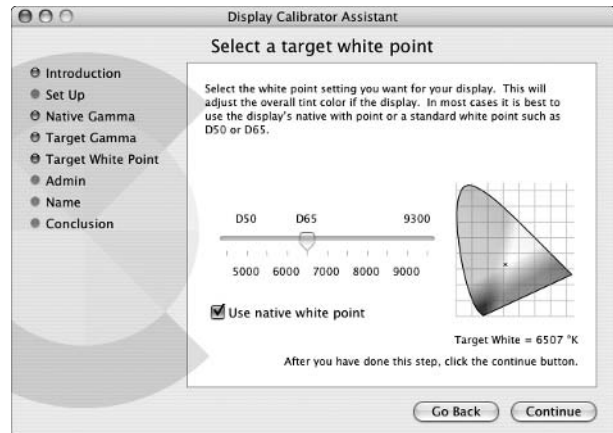 Display Calibrator Assistant
Select a target white point
Introduction
Set Up
Native Gamma
Target Gamma
Target White Point
Admin
Name
Conclusion
Select the white point setting you want for your display. This will
adjust the overall tint color if the display. In most cases it is best to
use the display's native with point or a standard white point such as
D50 or D65.
D50 D65 9300
5000 6000 7000 8000 9000
Use native white point
Target White = 6507 °K
After you have done this step, click the continue button.
Go Back Continue